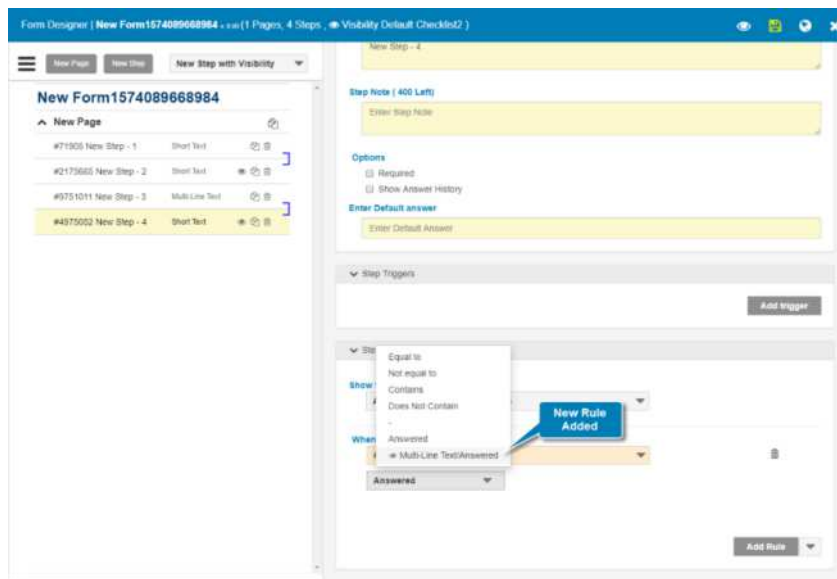 Form Designer | New Form1574089668984 (1 Pages, 4 Steps, Visibility Default Checklist2 )
New Page
New Step
New Step with Visibility
New Form1574089668984
New Page
#71905 New Step - 1 Short Text
#2175665 New Step - 2 Short Text
#9751011 New Step - 3 Multi-Line Text
#4975052 New Step - 4 Short Text
New Step - 4
Step Note ( 400 Left)
Enter Step Note
Options
Required
Show Answer History
Enter Default answer
Enter Default Answer
Step Triggers
Add trigger
Show
When
Equal to
Not equal to
Contains
Does Not Contain
-
Answered
Multi-Line Text/Answered
New Rule
Added
Answered
Add Rule